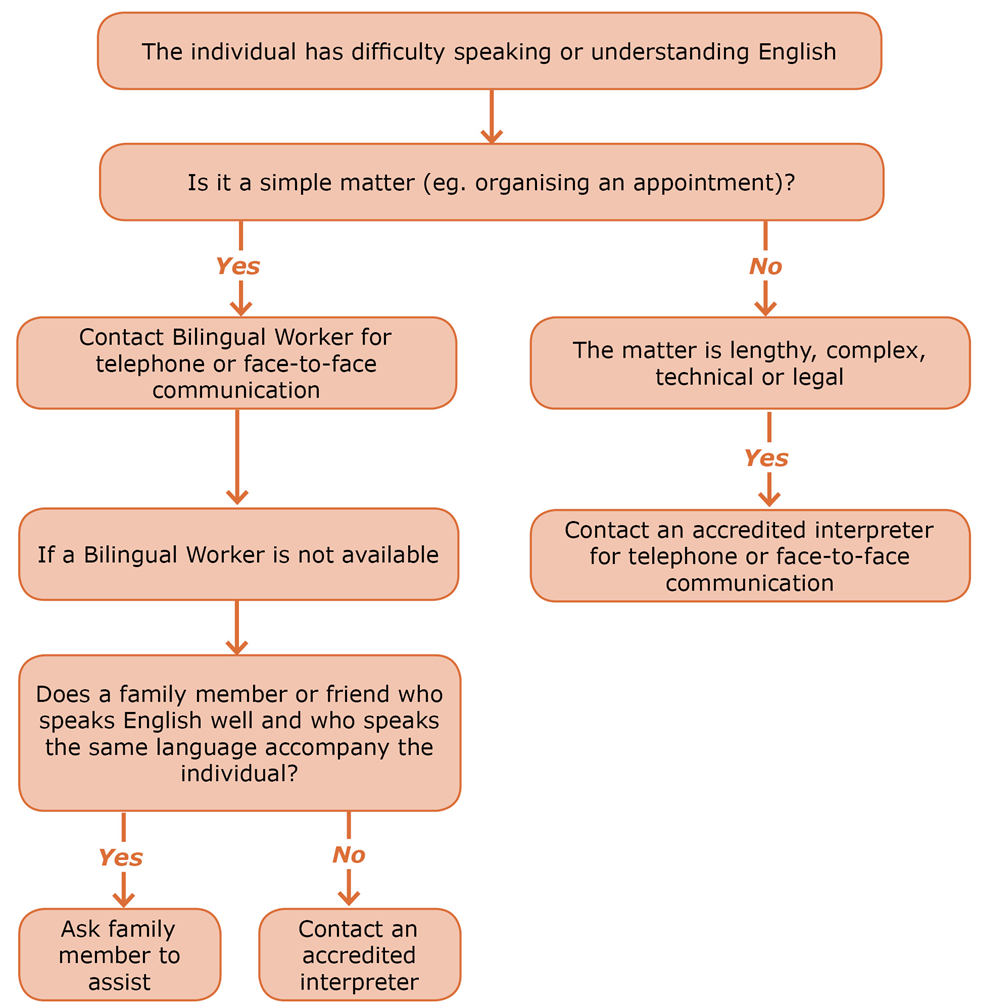 The individual has difficulty speaking or understanding English
Is it a simple matter (eg. organising an appointment)?
Yes
No
Contact Bilingual Worker for
telephone or face-to-face
communication
The matter is lengthy, complex,
technical or legal
Yes
If a Bilingual Worker is not available
Contact an accredited interpreter
for telephone or face-to-face
communication
Does a family member or friend who
speaks English well and who speaks
the same language accompany the
individual?
Yes
No
Ask family
member to
assist
Contact an
accredited
interpreter